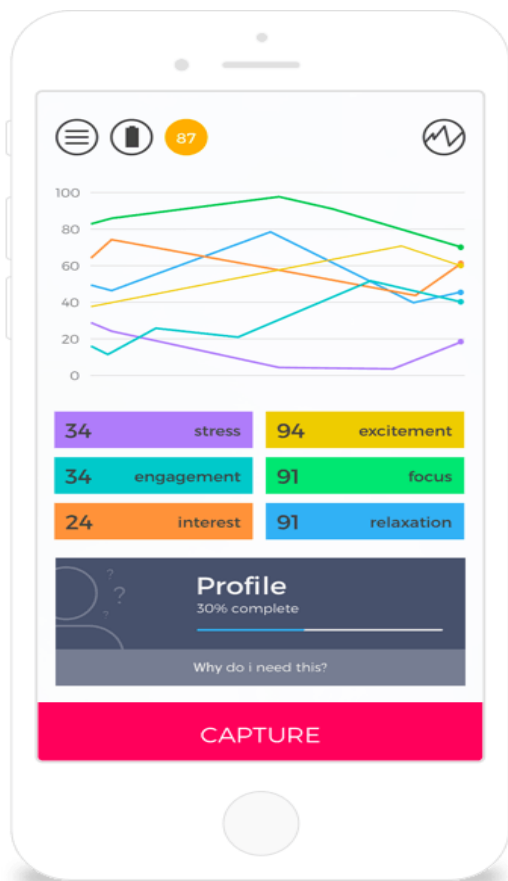 87
100
80
60
40
20
0
34 stress
94 excitement
34 engagement
91 focus
24 interest
91 relaxation
? ? ?
Profile
30% complete
Why do i need this?
CAPTURE